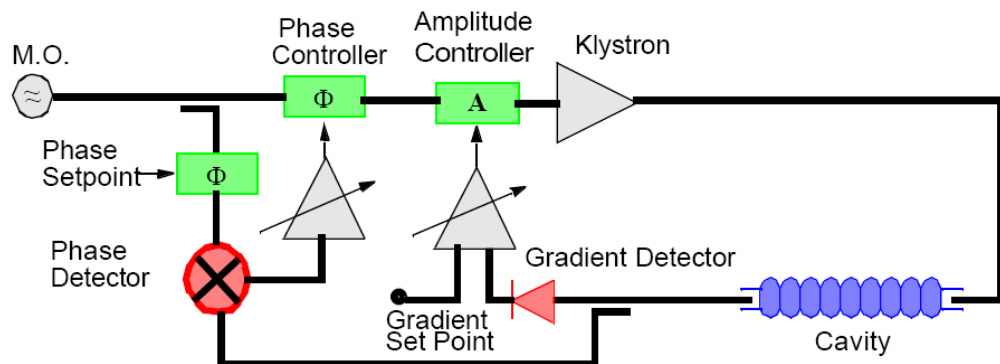 M.O.
Phase
Controller
Amplitude
Controller
Klystron
≈
Φ
A
Phase
Setpoint
Φ
Phase
Detector
Gradient Detector
Gradient
Set Point
Cavity